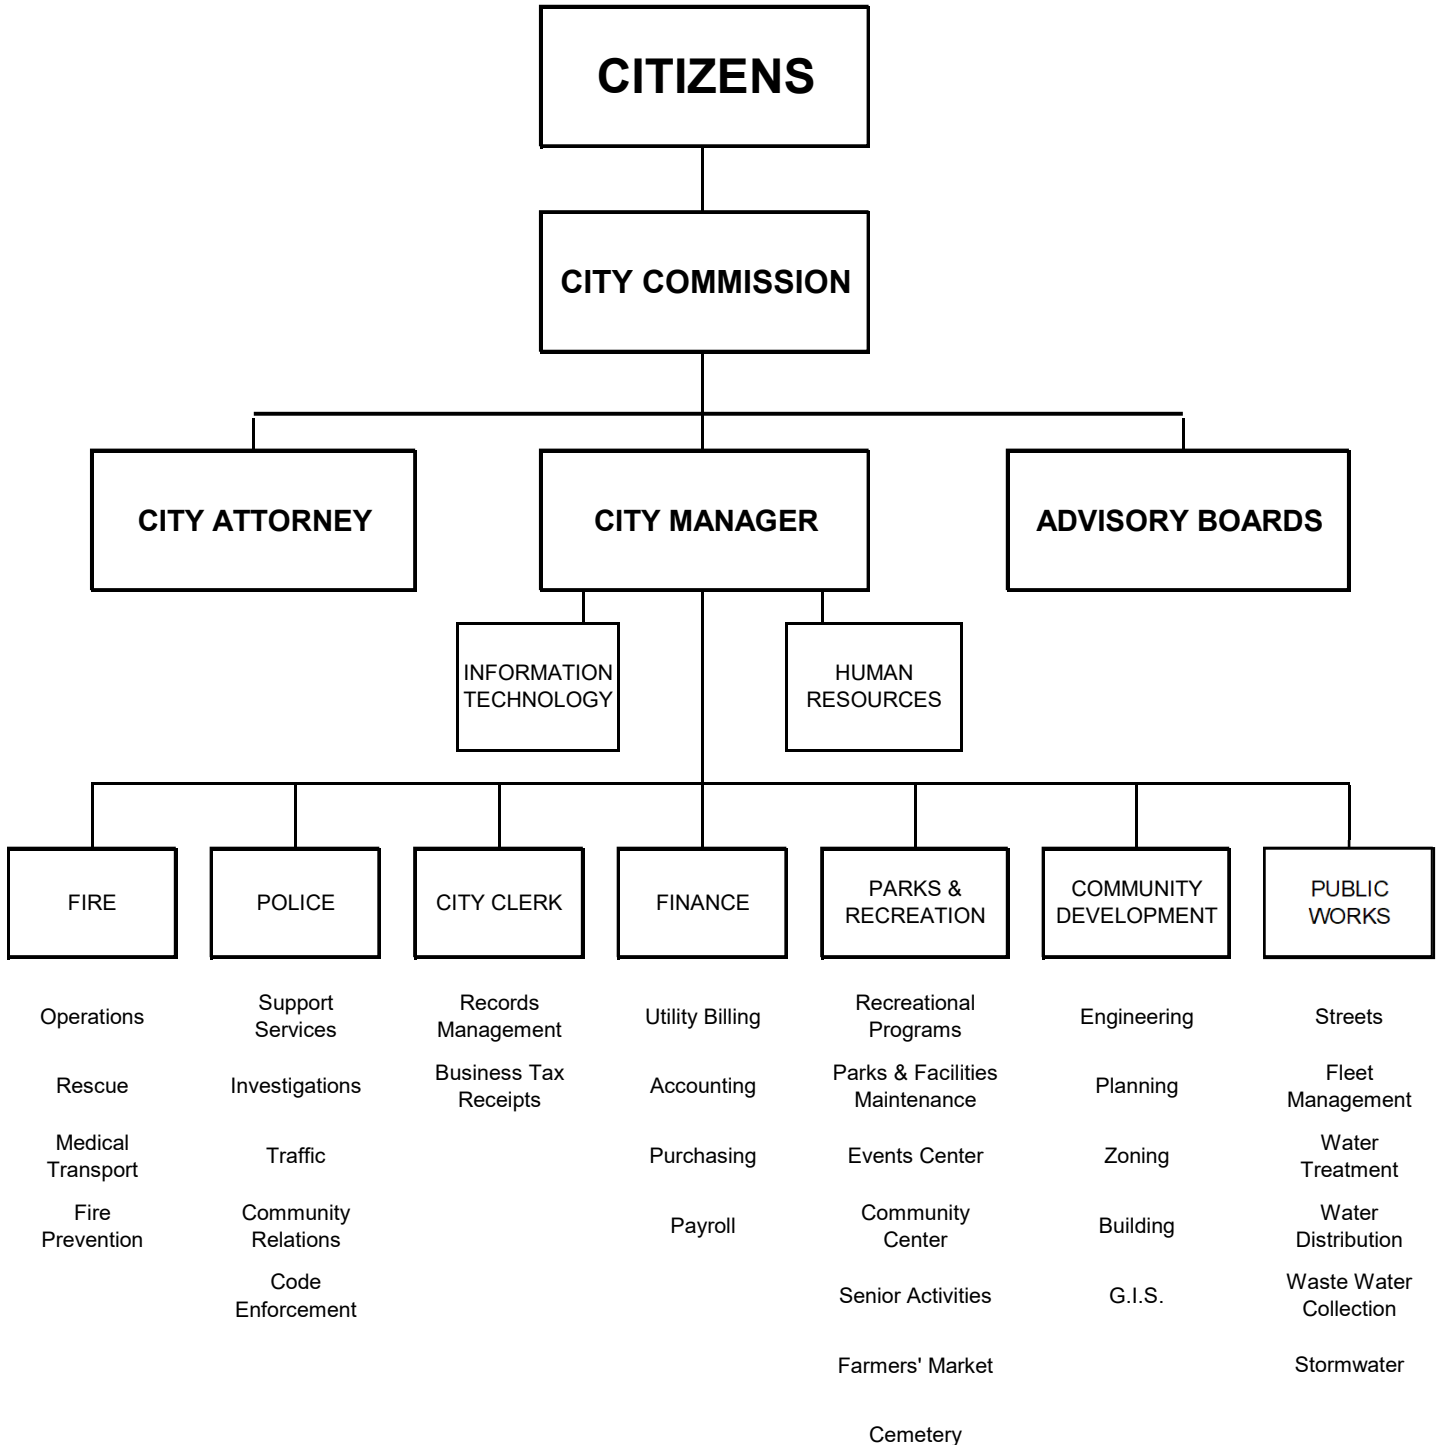 CITIZENS
CITY COMMISSION
CITY ATTORNEY
CITY MANAGER
ADVISORY BOARDS
INFORMATION
TECHNOLOGY
HUMAN
RESOURCES
FIRE
POLICE
CITY CLERK
FINANCE
PARKS &
RECREATION
COMMUNITY
DEVELOPMENT
PUBLIC
WORKS
Operations
Rescue
Medical
Transport
Fire
Prevention
Support
Services
Investigations
Traffic
Community
Relations
Code
Enforcement
Records
Management
Business Tax
Receipts
Utility Billing
Accounting
Purchasing
Payroll
Recreational
Programs
Parks & Facilities
Maintenance
Events Center
Community
Center
Senior Activities
Farmers' Market
Cemetery
Engineering
Planning
Zoning
Building
G.I.S.
Streets
Fleet
Management
Water
Treatment
Water
Distribution
Waste Water
Collection
Stormwater